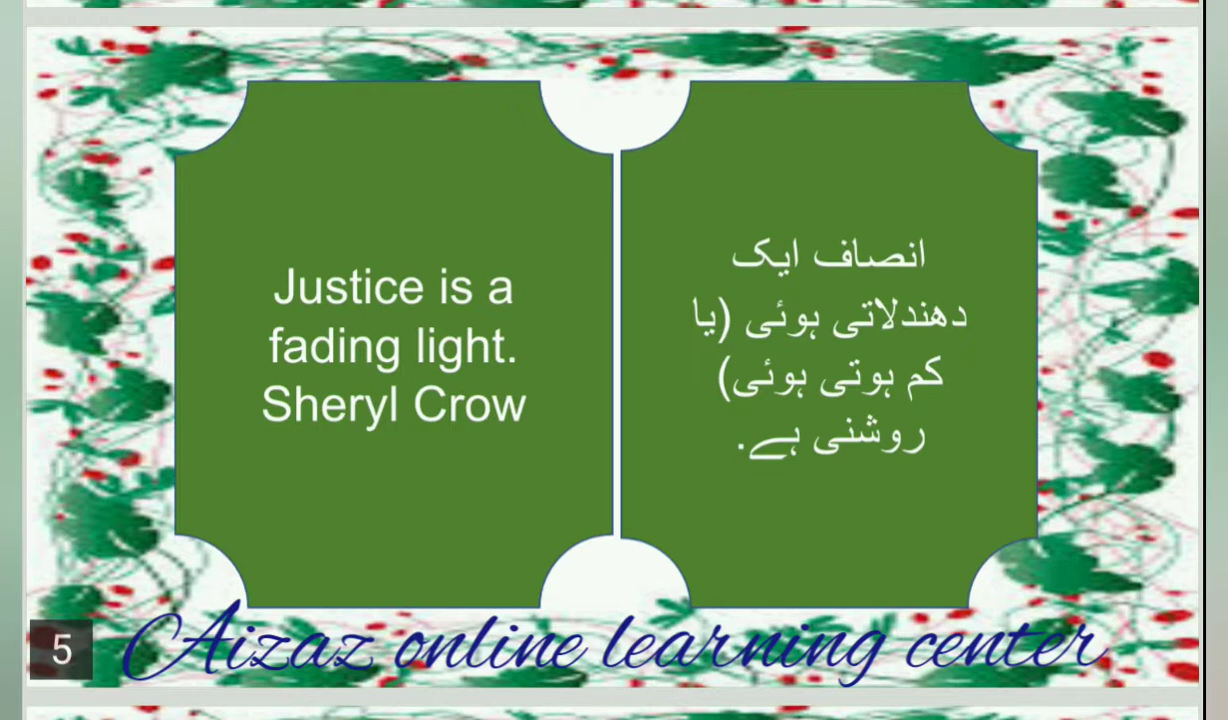 Justice is a
fading light.
Sheryl Crow
انصاف ایک
دھندلاتی ہوئی (یا
کم ہوتی ہوئی)
روشنی ہے.
5
Aizaz online learning center